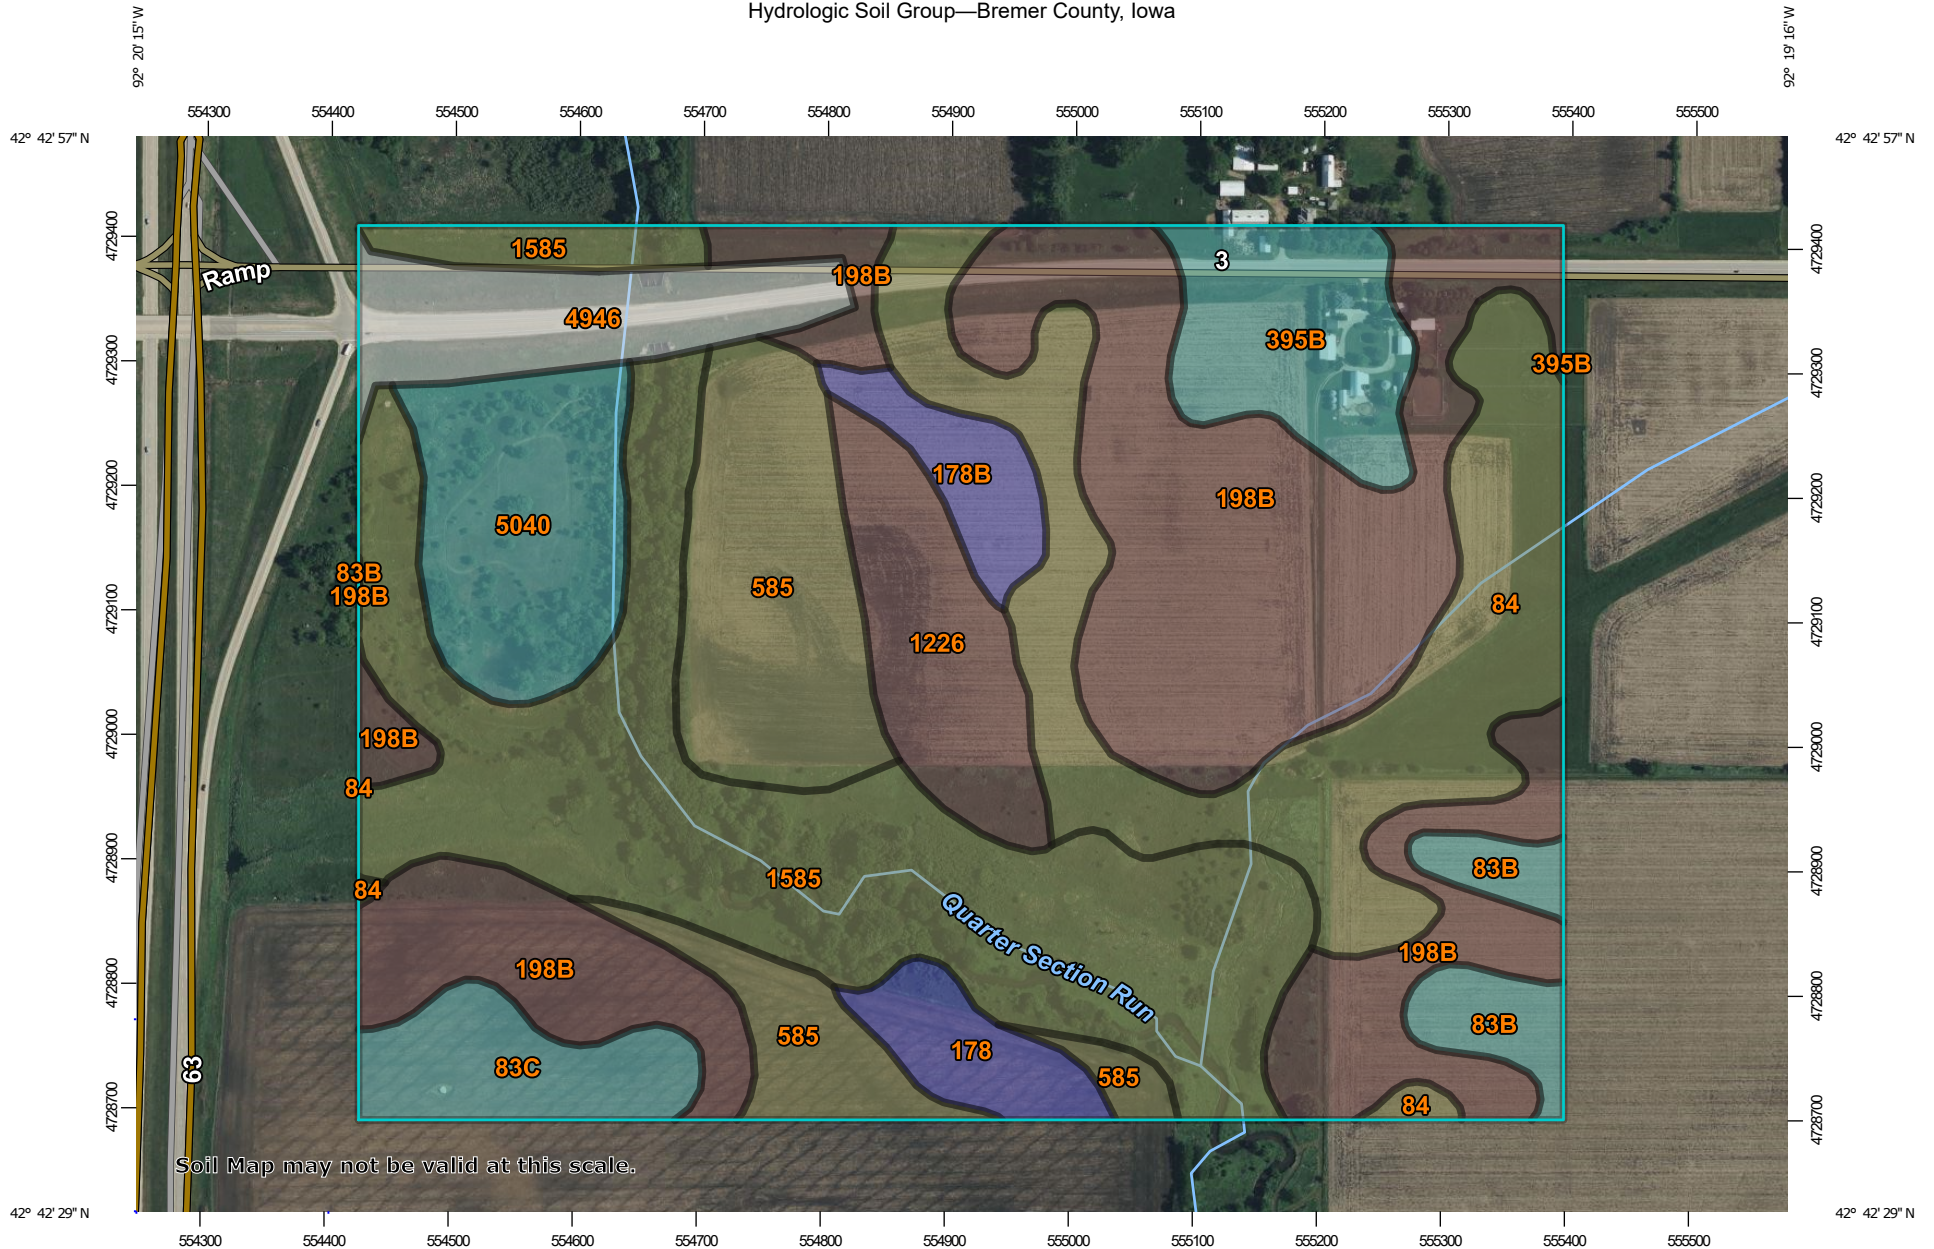 Hydrologic Soil Group—Bremer County, Iowa
92° 20' 15" W
92° 19' 16" W
554300 554400 554500 554600 554700 554800 554900 555000 555100 555200 555300 555400 555500
42° 42' 57" N
42° 42' 57" N
4729400
4729400
1585
3
Ramp
198B
4946
395B
395B
4729300
4729300
178B
198B
4729200
4729200
5040
83B
585
198B
84
4729100
4729100
1226
198B
4729000
4729000
84
83B
1585
84
4728900
4728900
Quarter Section Run
198B
198B
4728800
4728800
83B
585
178
83C
585
63
84
4728700
4728700
Soil Map may not be valid at this scale.
42° 42' 29" N
42° 42' 29" N
554300 554400 554500 554600 554700 554800 554900 555000 555100 555200 555300 555400 555500